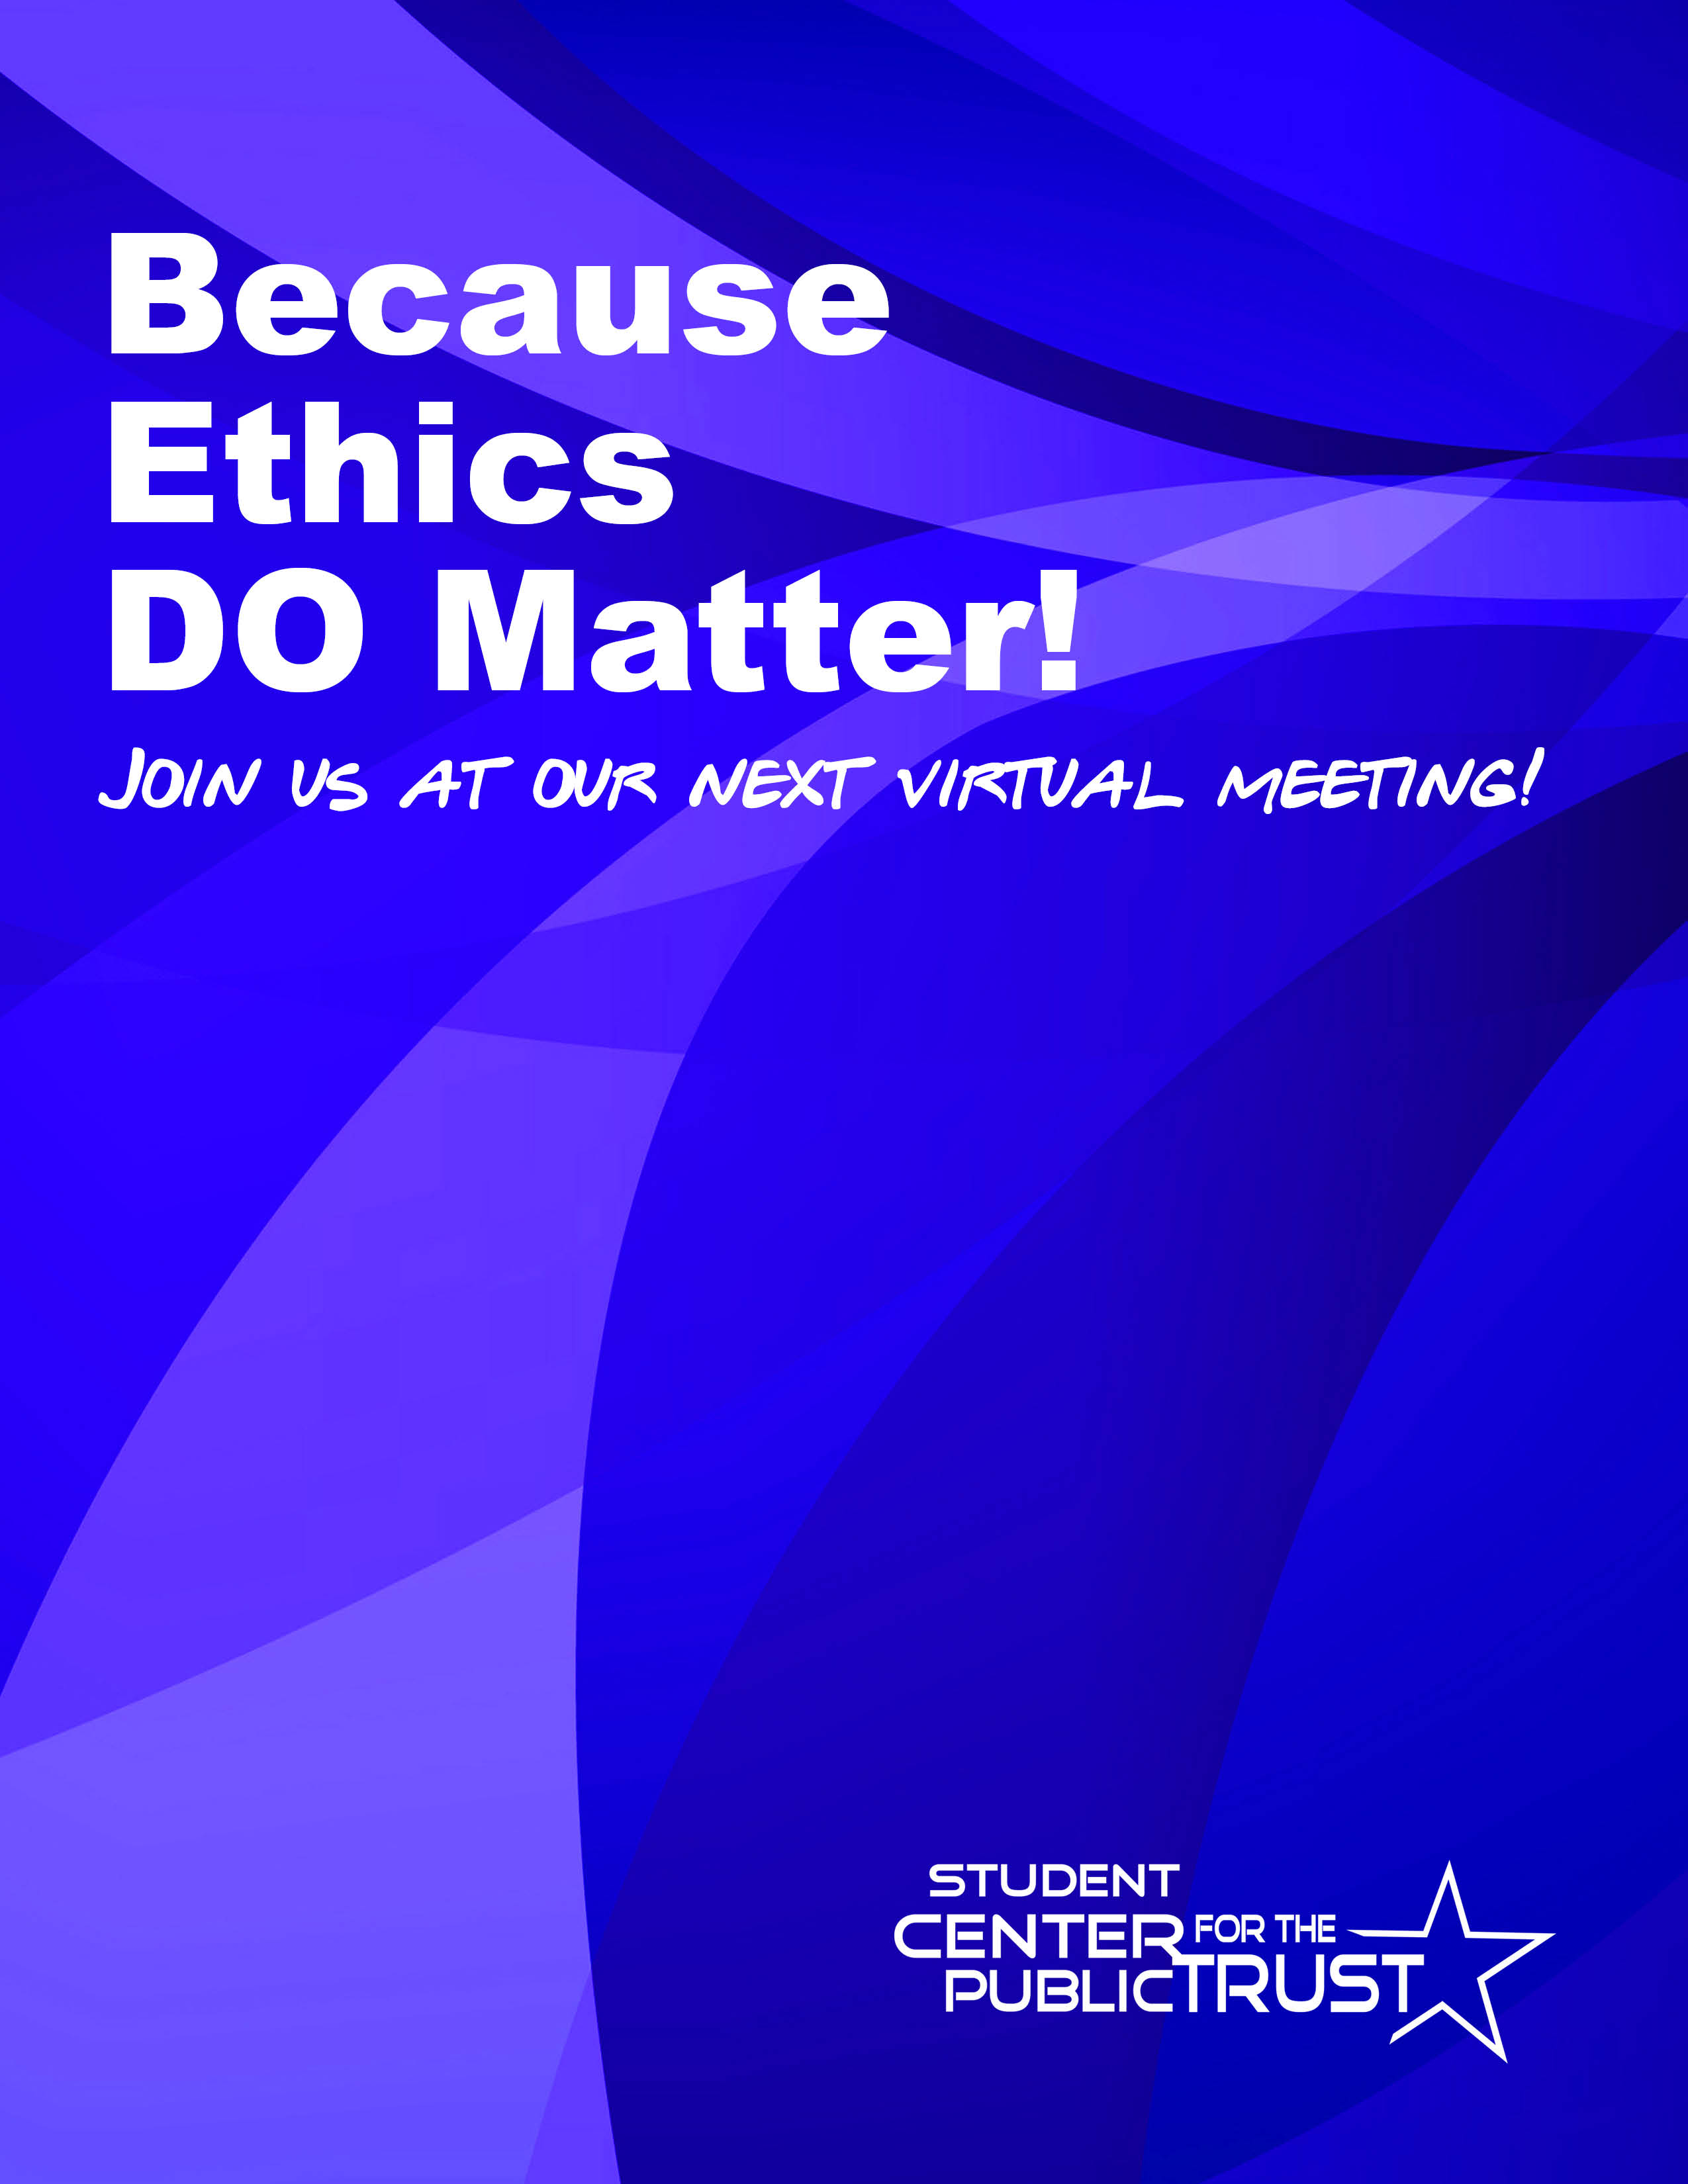 Because
Ethics
DO Matter!
JOIN US AT OUR NEXT VIRTUAL MEETING!
STUDENT
CENTER FOR THE
PUBLIC TRUST